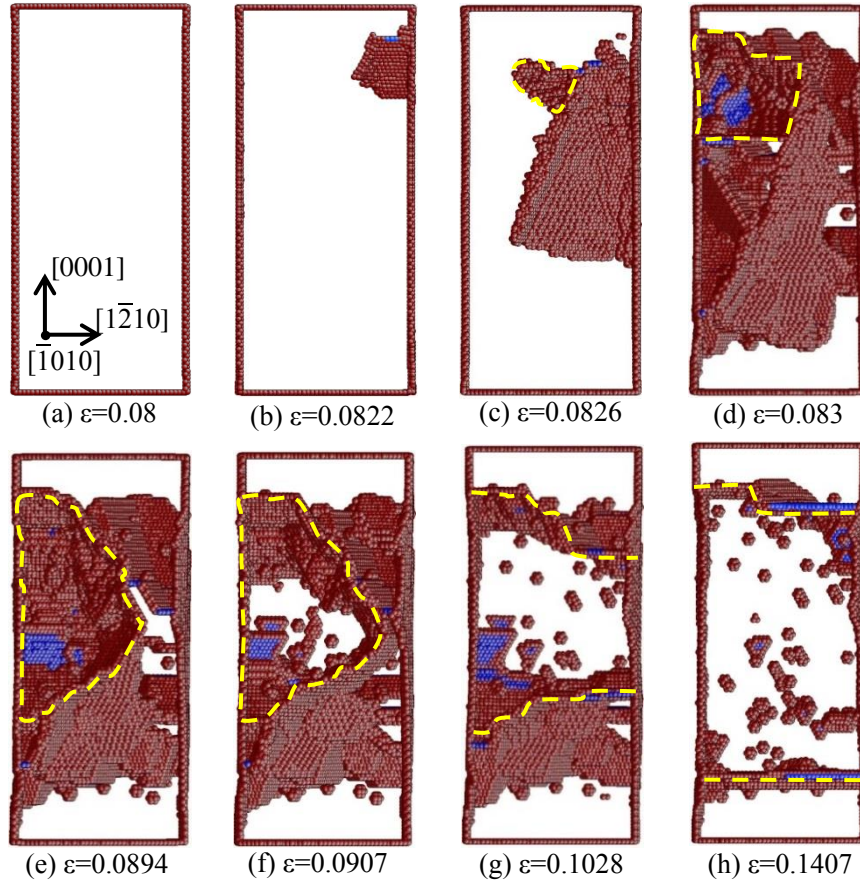 [0001]
[12̅10]
[1̅010]
(a) ε=0.08
(b) ε=0.0822
(c) ε=0.0826
(d) ε=0.083
(e) ε=0.0894
(f) ε=0.0907
(g) ε=0.1028
(h) ε=0.1407